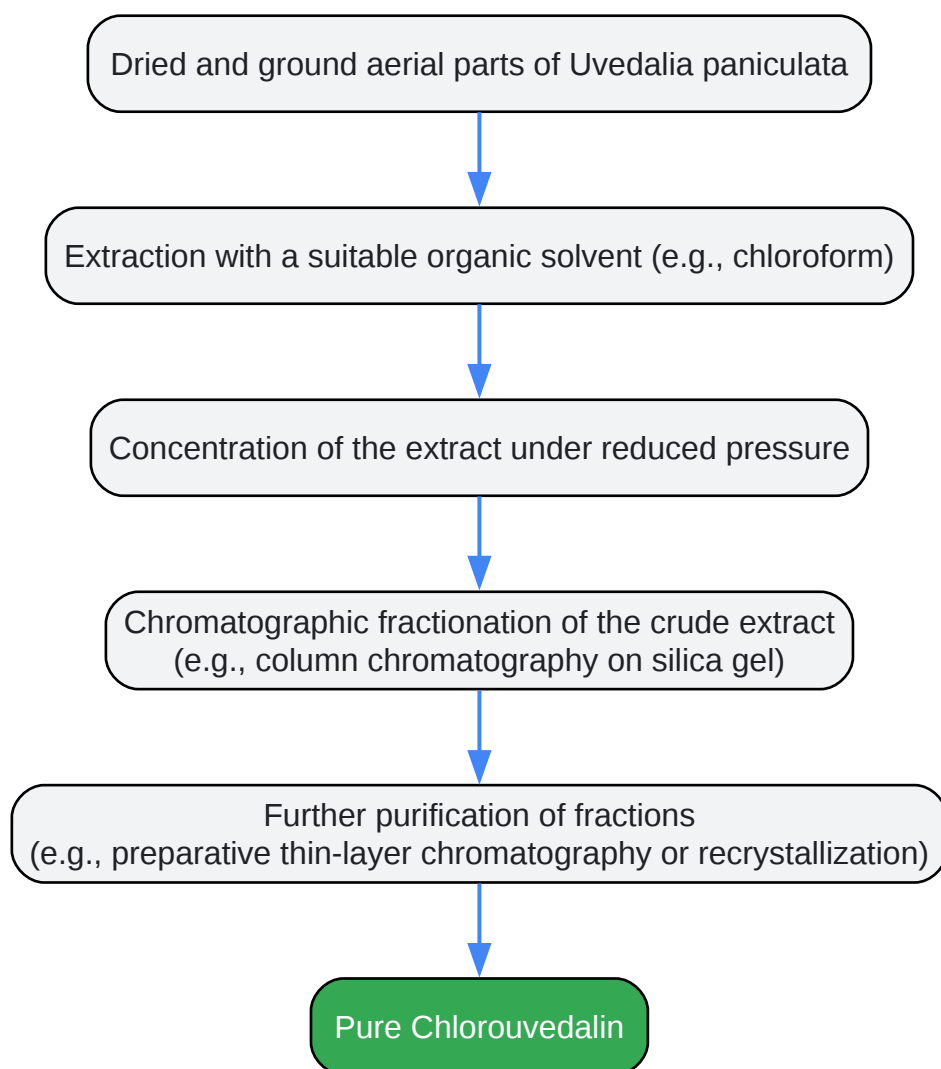 Dried and ground aerial parts of Uvedalia paniculata
Extraction with a suitable organic solvent (e.g., chloroform)
Concentration of the extract under reduced pressure
Chromatographic fractionation of the crude extract
(e.g., column chromatography on silica gel)
Further purification of fractions
(e.g., preparative thin-layer chromatography or recrystallization)
Pure Chlorouvedalin